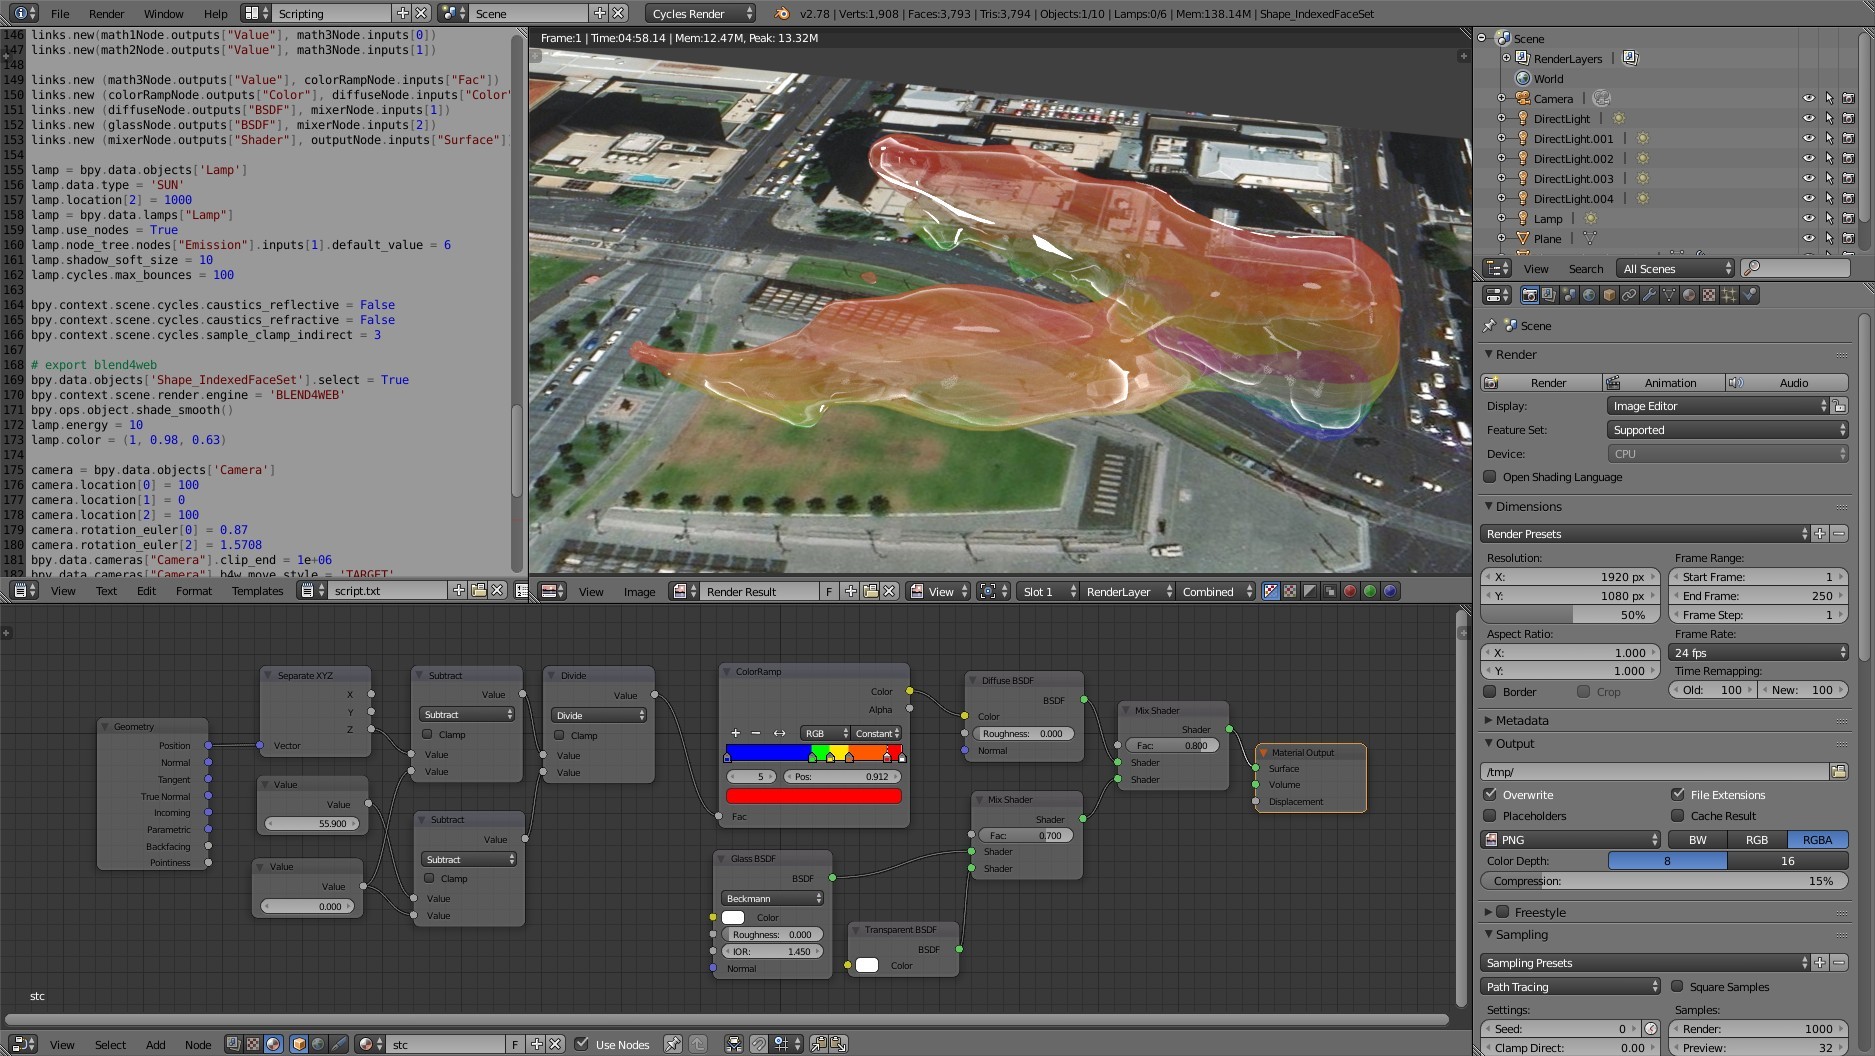 File Render Window Help Scripting Scene Cycles Render v2.78 | Verts:1,908 | Faces:3,793 | Tris:3,794 | Objects:1/10 | Lamps:0/6 | Mem:138.14M | Shape_IndexedFaceSet
146 links.new(math1Node.outputs["Value"], math3Node.inputs[0])
147 links.new(math2Node.outputs["Value"], math3Node.inputs[1])
148
149 links.new (math3Node.outputs["Value"], colorRampNode.inputs["Fac"])
150 links.new (colorRampNode.outputs["Color"], diffuseNode.inputs["Color"
151 links.new (diffuseNode.outputs["BSDF"], mixerNode.inputs[1])
152 links.new (glassNode.outputs["BSDF"], mixerNode.inputs[2])
153 links.new (mixerNode.outputs["Shader"], outputNode.inputs["Surface"]
154
155 lamp = bpy.data.objects['Lamp']
156 lamp.data.type = 'SUN'
157 lamp.location[2] = 1000
158 lamp = bpy.data.lamps["Lamp"]
159 lamp.use_nodes = True
160 lamp.node_tree.nodes["Emission"].inputs[1].default_value = 6
161 lamp.shadow_soft_size = 10
162 lamp.cycles.max_bounces = 100
163
164 bpy.context.scene.cycles.caustics_reflective = False
165 bpy.context.scene.cycles.caustics_refractive = False
166 bpy.context.scene.cycles.sample_clamp_indirect = 3
167
168 # export blend4web
169 bpy.data.objects['Shape_IndexedFaceSet'].select = True
170 bpy.context.scene.render.engine = 'BLEND4WEB'
171 bpy.ops.object.shade_smooth()
172 lamp.energy = 10
173 lamp.color = (1, 0.98, 0.63)
174
175 camera = bpy.data.objects['Camera']
176 camera.location[0] = 100
177 camera.location[1] = 0
178 camera.location[2] = 100
179 camera.rotation_euler[0] = 0.87
180 camera.rotation_euler[2] = 1.5708
181 bpy.data.cameras["Camera"].clip_end = 1e+06
182 bpy.data.cameras["Camera"].b4w_move_style = 'TARGET'
View Text Edit Format Templates script.txt
Frame:1 | Time:04:58.14 | Mem:12.47M, Peak: 13.32M
View Image Render Result F View Slot 1 RenderLayer Combined
Geometry
Position
Normal
Tangent
True Normal
Incoming
Parametric
Backfacing
Pointiness
Separate XYZ
X
Y
Z
Vector
Value
Value
55.900
Value
Value
0.000
Subtract
Value
Subtract
Clamp
Value
Value
Subtract
Value
Subtract
Clamp
Value
Value
Divide
Value
Divide
Clamp
Value
Value
ColorRamp
Color
Alpha
RGB Constant
5 Pos: 0.912
Fac
Glass BSDF
BSDF
Beckmann
Color
Roughness: 0.000
IOR: 1.450
Normal
Transparent BSDF
BSDF
Color
Diffuse BSDF
BSDF
Color
Roughness: 0.000
Normal
Mix Shader
Shader
Fac: 0.700
Shader
Shader
Mix Shader
Shader
Fac: 0.800
Shader
Shader
Material Output
Surface
Volume
Displacement
stc
View Select Add Node stc F Use Nodes
Scene
RenderLayers
World
Camera
DirectLight
DirectLight.001
DirectLight.002
DirectLight.003
DirectLight.004
Lamp
Plane
View Search All Scenes
Scene
Render
Render Animation Audio
Display: Image Editor
Feature Set: Supported
Device: CPU
Open Shading Language
Dimensions
Render Presets
Resolution: Frame Range:
X: 1920 px Start Frame: 1
Y: 1080 px End Frame: 250
50% Frame Step: 1
Aspect Ratio: Frame Rate:
X: 1.000 24 fps
Y: 1.000 Time Remapping:
Border Crop Old: 100 New: 100
Metadata
Output
/tmp/
Overwrite File Extensions
Placeholders Cache Result
PNG BW RGB RGBA
Color Depth: 8 16
Compression: 15%
Freestyle
Sampling
Sampling Presets
Path Tracing Square Samples
Settings: Samples:
Seed: 0 Render: 1000
Clamp Direct: 0.00 Preview: 32